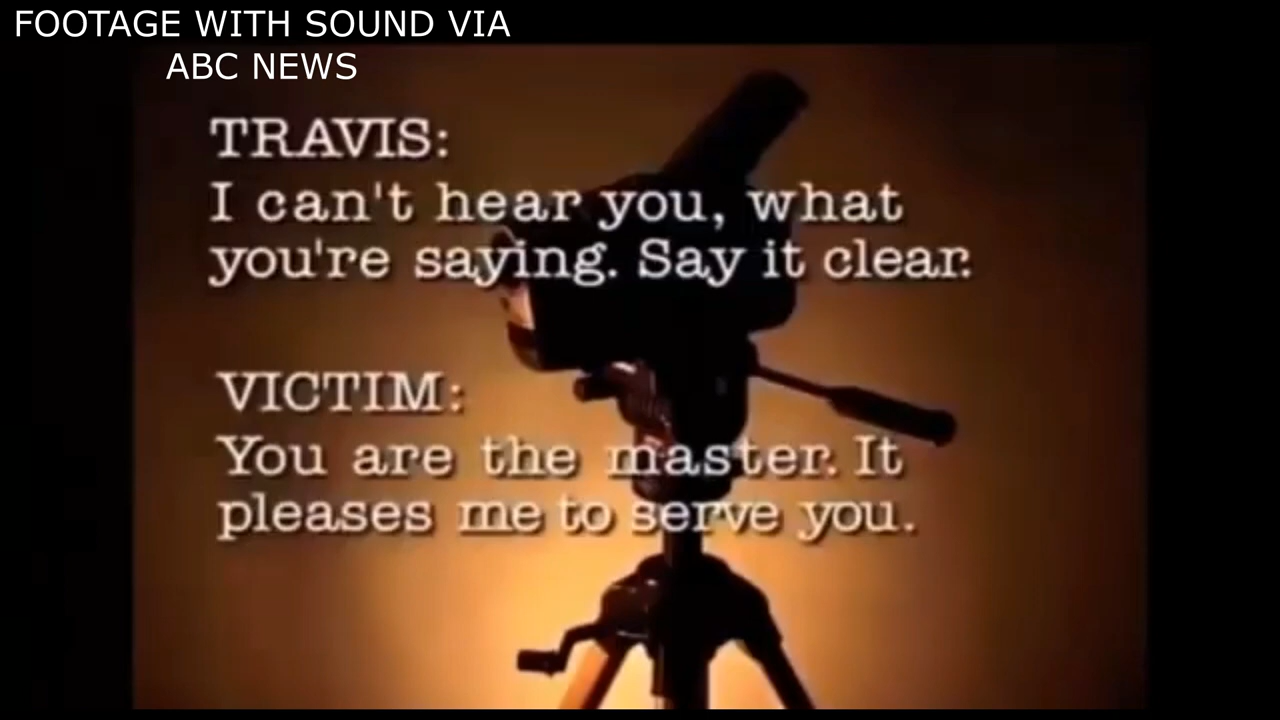 FOOTAGE WITH SOUND VIA
ABC NEWS
TRAVIS:
I can't hear you, what
you're saying. Say it clear.
VICTIM:
You are the master. It
pleases me to serve you.